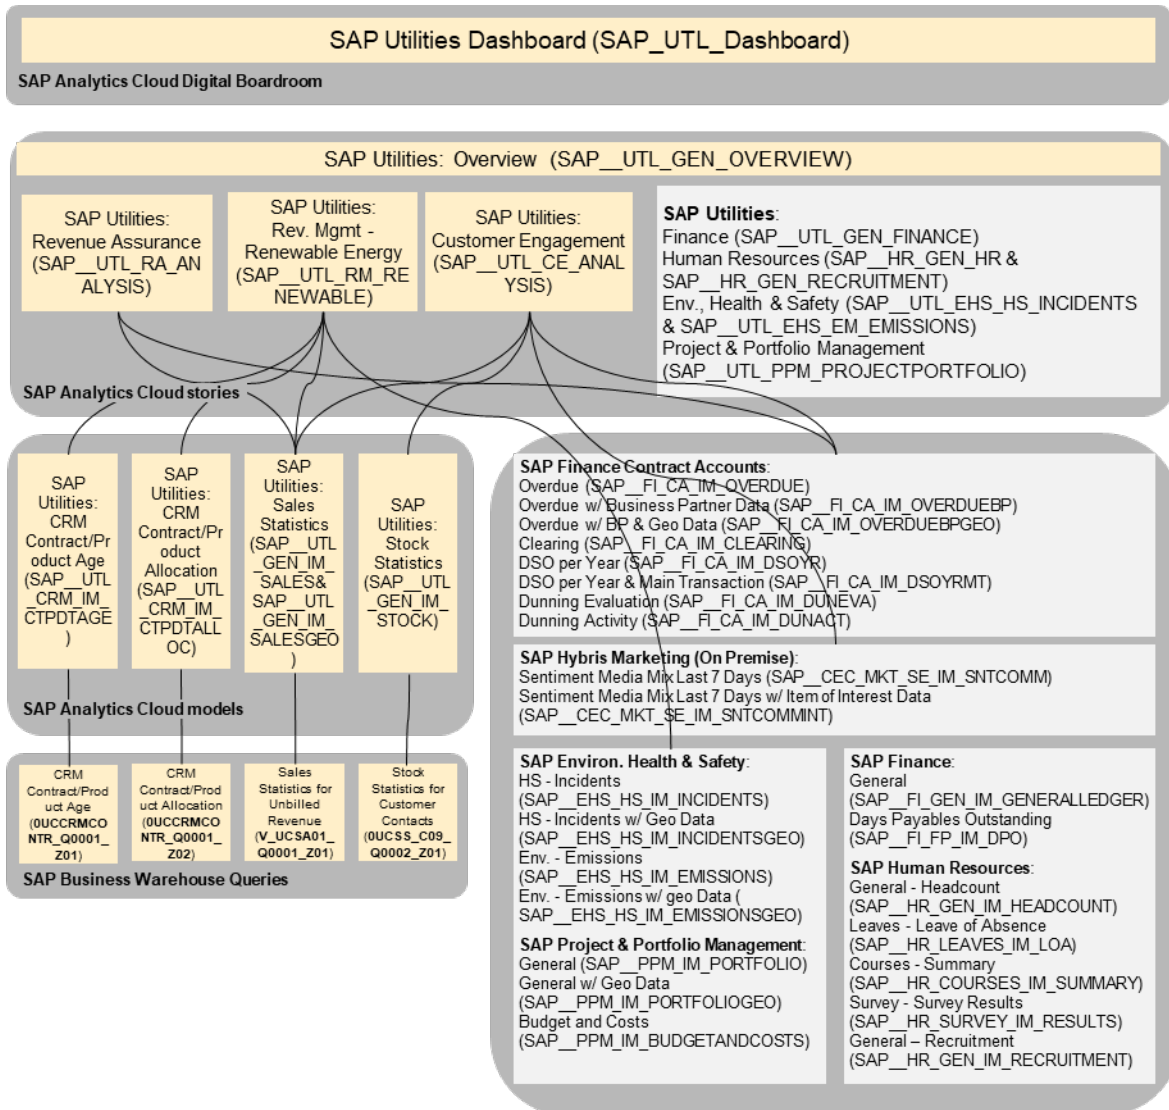 SAP Utilities Dashboard (SAP_UTL_Dashboard)
SAP Analytics Cloud Digital Boardroom
SAP Utilities: Overview (SAP__UTL_GEN_OVERVIEW)
SAP Utilities:
Revenue Assurance
(SAP__UTL_RA_AN
ALYSIS)
SAP Utilities:
Rev. Mgmt -
Renewable Energy
(SAP__UTL_RM_RE
NEWABLE)
SAP Utilities:
Customer Engagement
(SAP__UTL_CE_ANAL
YSIS)
SAP Utilities:
Finance (SAP__UTL_GEN_FINANCE)
Human Resources (SAP__HR_GEN_HR &
SAP__HR_GEN_RECRUITMENT)
Env., Health & Safety (SAP__UTL_EHS_HS_INCIDENTS
& SAP__UTL_EHS_EM_EMISSIONS)
Project & Portfolio Management
(SAP__UTL_PPM_PROJECTPORTFOLIO)
SAP Analytics Cloud stories
SAP
Utilities:
CRM
Contract/Pr
oduct Age
(SAP__UTL
_CRM_IM_
CTPDTAGE
)
SAP
Utilities: CRM
Contract/Pro
duct
Allocation
(SAP__UTL
_CRM_IM_
CTPDTALL
OC)
SAP
Utilities:
Sales
Statistics
(SAP__UTL
_GEN_IM_
SALES&
SAP__UTL
_GEN_IM_
SALESGEO
)
SAP
Utilities:
Stock
Statistics
(SAP__UTL
_GEN_IM_
STOCK)
SAP Analytics Cloud models
CRM
Contract/Prod
uct Age
(0UCCRMCO
NTR_Q0001_
Z01)
CRM
Contract/Prod
uct Allocation
(0UCCRMCO
NTR_Q0001_
Z02)
Sales
Statistics for
Unbilled
Revenue
(V_UCSA01_
Q0001_Z01)
Stock
Statistics for
Customer
Contacts
(0UCSS_C09_
Q0002_Z01)
SAP Business Warehouse Queries
SAP Finance Contract Accounts:
Overdue (SAP__FI_CA_IM_OVERDUE)
Overdue w/ Business Partner Data (SAP__FI_CA_IM_OVERDUEBP)
Overdue w/ BP & Geo Data (SAP__FI_CA_IM_OVERDUEBPGEO)
Clearing (SAP__FI_CA_IM_CLEARING)
DSO per Year (SAP__FI_CA_IM_DSOYR)
DSO per Year & Main Transaction (SAP__FI_CA_IM_DSOYRMT)
Dunning Evaluation (SAP__FI_CA_IM_DUNEVA)
Dunning Activity (SAP__FI_CA_IM_DUNACT)
SAP Hybris Marketing (On Premise):
Sentiment Media Mix Last 7 Days (SAP__CEC_MKT_SE_IM_SNTCOMM)
Sentiment Media Mix Last 7 Days w/ Item of Interest Data
(SAP__CEC_MKT_SE_IM_SNTCOMMINT)
SAP Environ. Health & Safety:
HS - Incidents
(SAP__EHS_HS_IM_INCIDENTS)
HS - Incidents w/ Geo Data
(SAP__EHS_HS_IM_INCIDENTSGEO)
Env. - Emissions
(SAP__EHS_HS_IM_EMISSIONS)
Env. - Emissions w/ geo Data (
SAP__EHS_HS_IM_EMISSIONSGEO)
SAP Project & Portfolio Management:
General (SAP__PPM_IM_PORTFOLIO)
General w/ Geo Data
(SAP__PPM_IM_PORTFOLIOGEO)
Budget and Costs
(SAP__PPM_IM_BUDGETANDCOSTS)
SAP Finance:
General
(SAP__FI_GEN_IM_GENERALLEDGER)
Days Payables Outstanding
(SAP__FI_FP_IM_DPO)
SAP Human Resources:
General - Headcount
(SAP__HR_GEN_IM_HEADCOUNT)
Leaves - Leave of Absence
(SAP__HR_LEAVES_IM_LOA)
Courses - Summary
(SAP__HR_COURSES_IM_SUMMARY)
Survey - Survey Results
(SAP__HR_SURVEY_IM_RESULTS)
General – Recruitment
(SAP__HR_GEN_IM_RECRUITMENT)